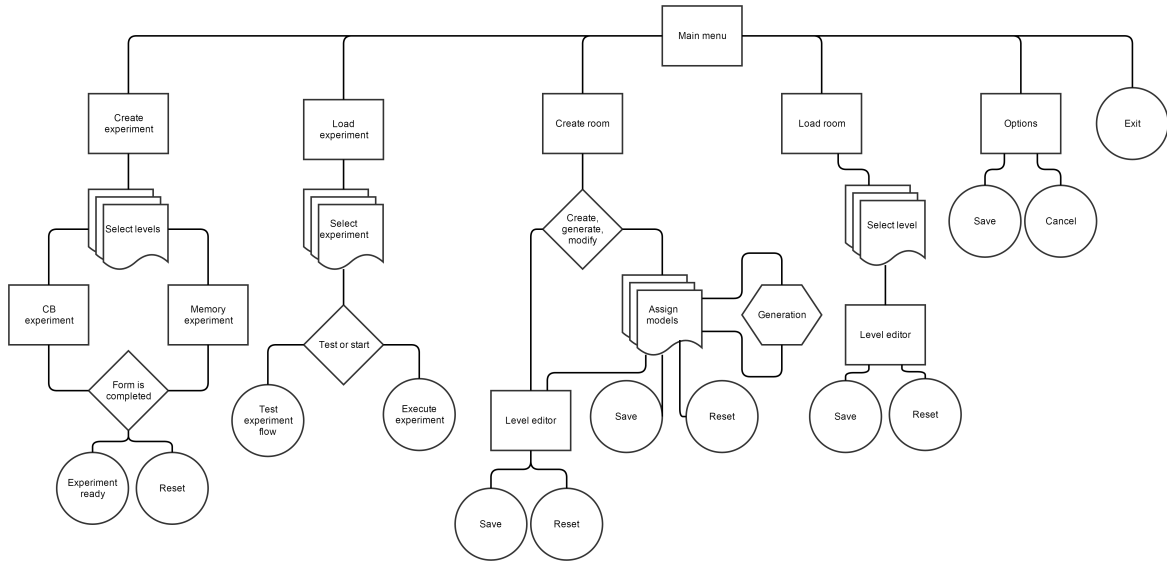 Main menu
Create
experiment
Load
experiment
Create room
Load room
Options
Exit
Select levels
Select
experiment
Create,
generate,
modify
Select level
Save
Cancel
CB
experiment
Memory
experiment
Assign
models
Generation
Test or start
Level editor
Form is
completed
Test
experiment
flow
Execute
experiment
Level editor
Save
Reset
Save
Reset
Experiment
ready
Reset
Save
Reset